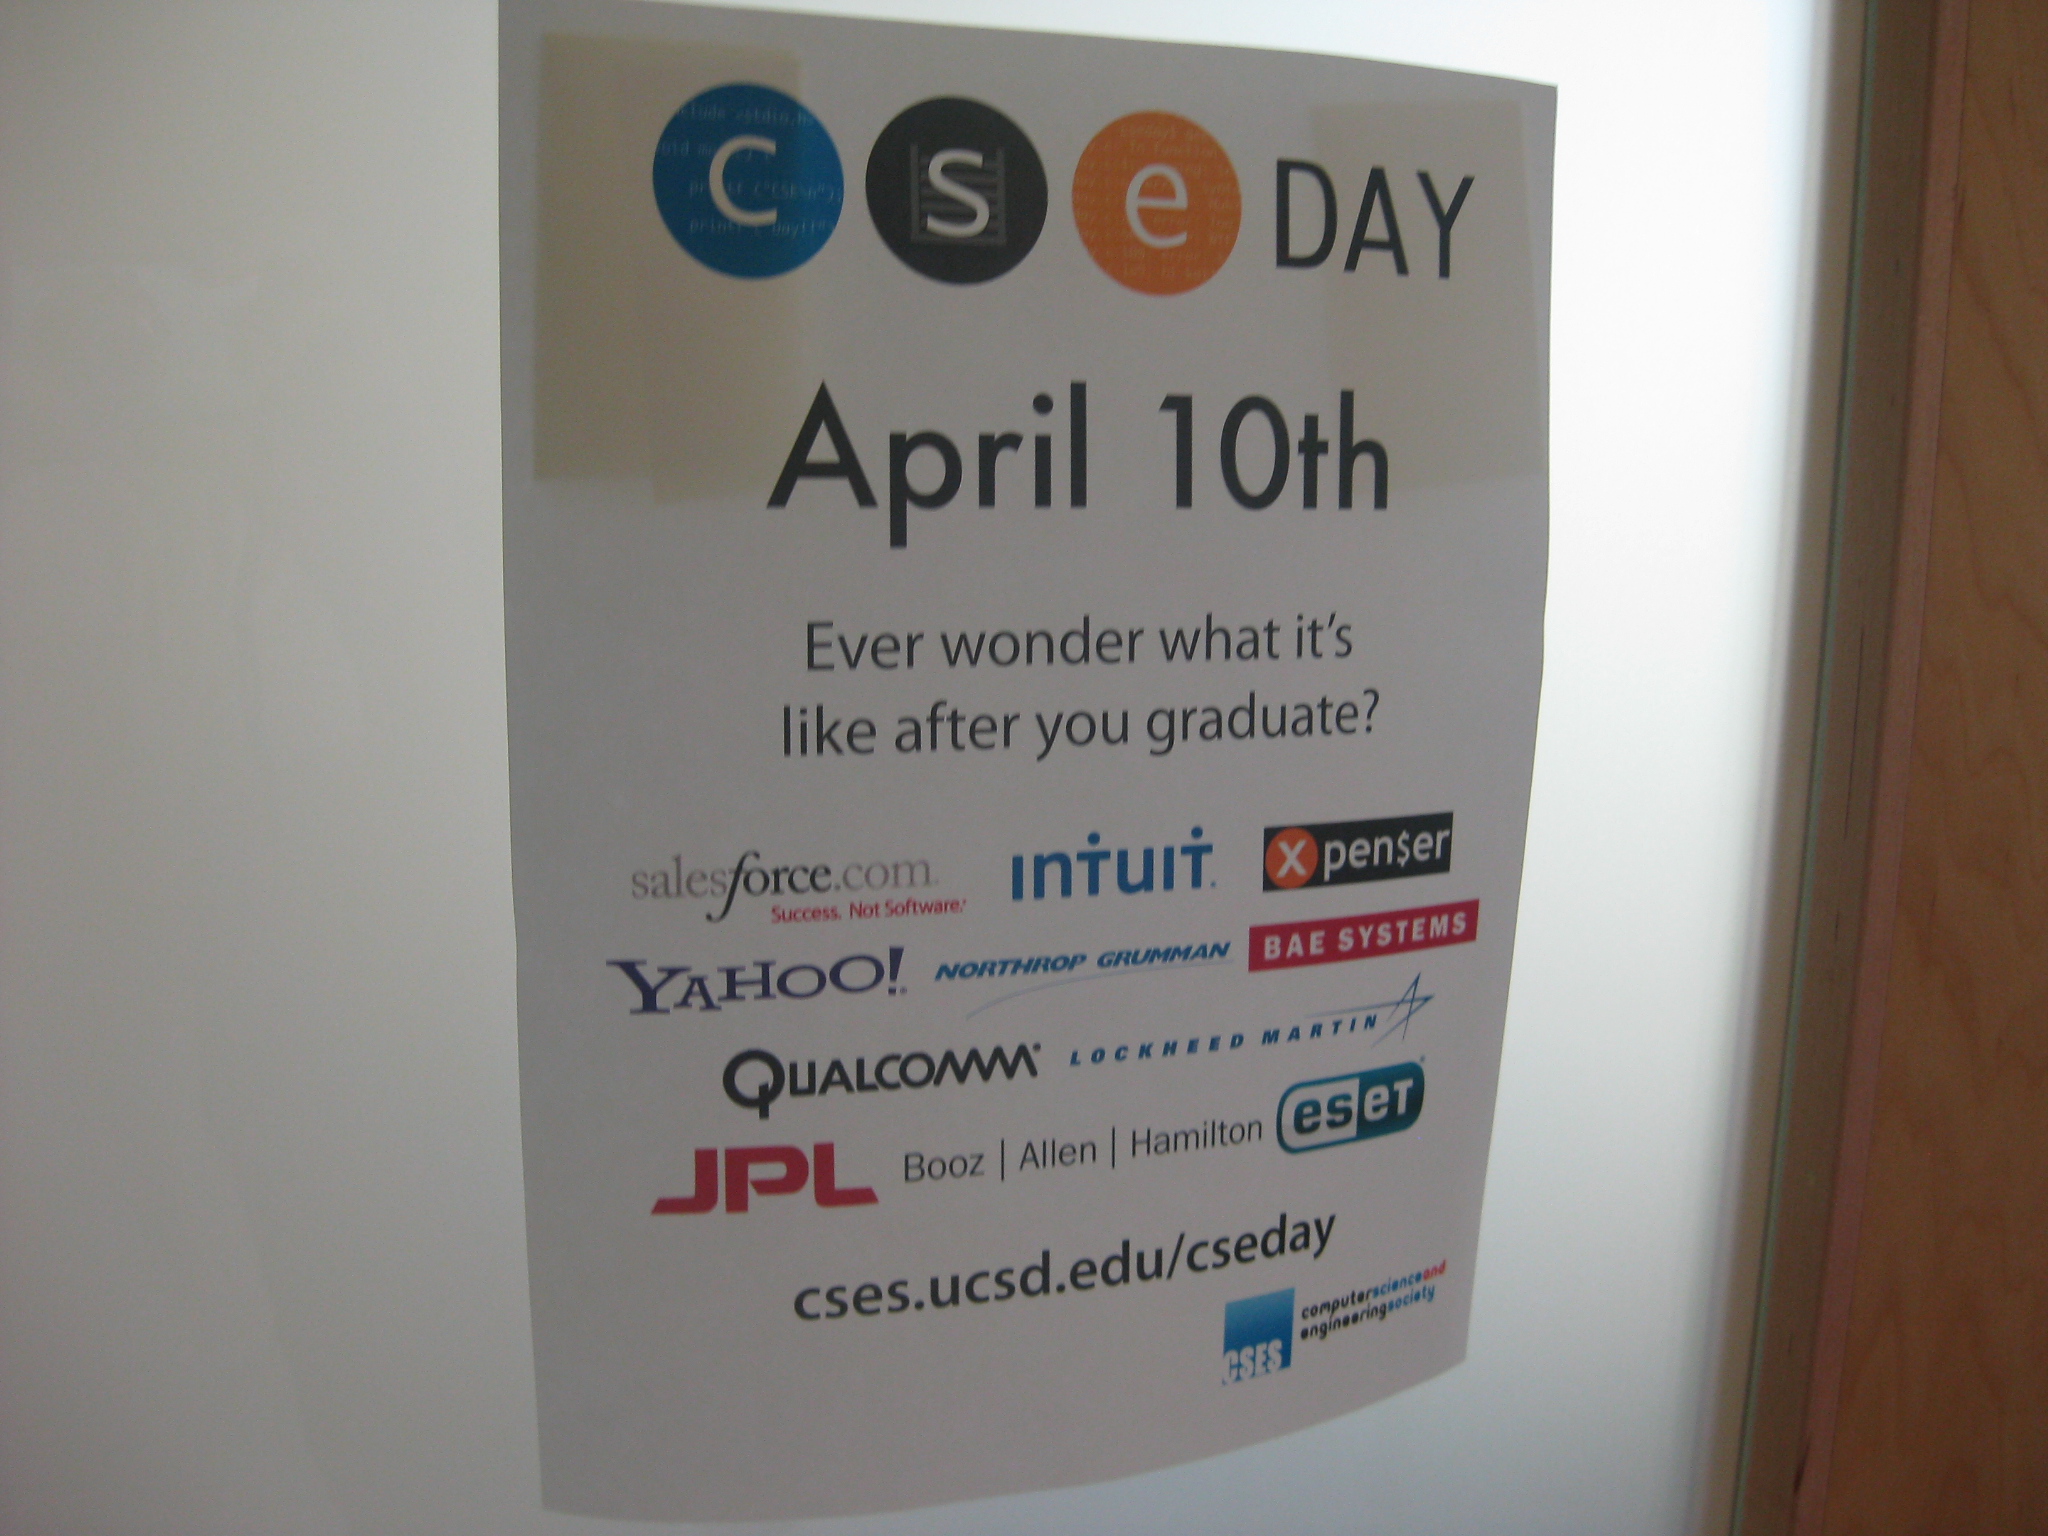 cse DAY
April 10th
Ever wonder what it's
like after you graduate?
salesforce.com.
Success. Not Software.
intuit.
Xpen$er
YAHOO!
NORTHROP GRUMMAN
BAE SYSTEMS
QUALCOMM
LOCKHEED MARTIN
JPL
Booz | Allen | Hamilton
eseT
cses.ucsd.edu/cseday
CSES
computerscienceand
engineeringsociety